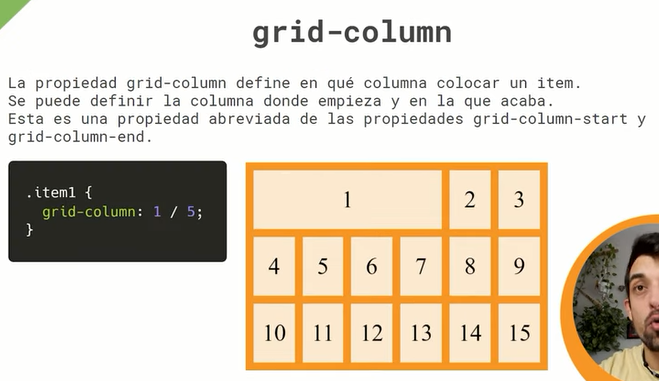 grid-column
La propiedad grid-column define en qué columna colocar un item.
Se puede definir la columna donde empieza y en la que acaba.
Esta es una propiedad abreviada de las propiedades grid-column-start y
grid-column-end.
.item1 {
grid-column: 1 / 5;
}
1 2 3
4 5 6 7 8 9
10 11 12 13 14 15